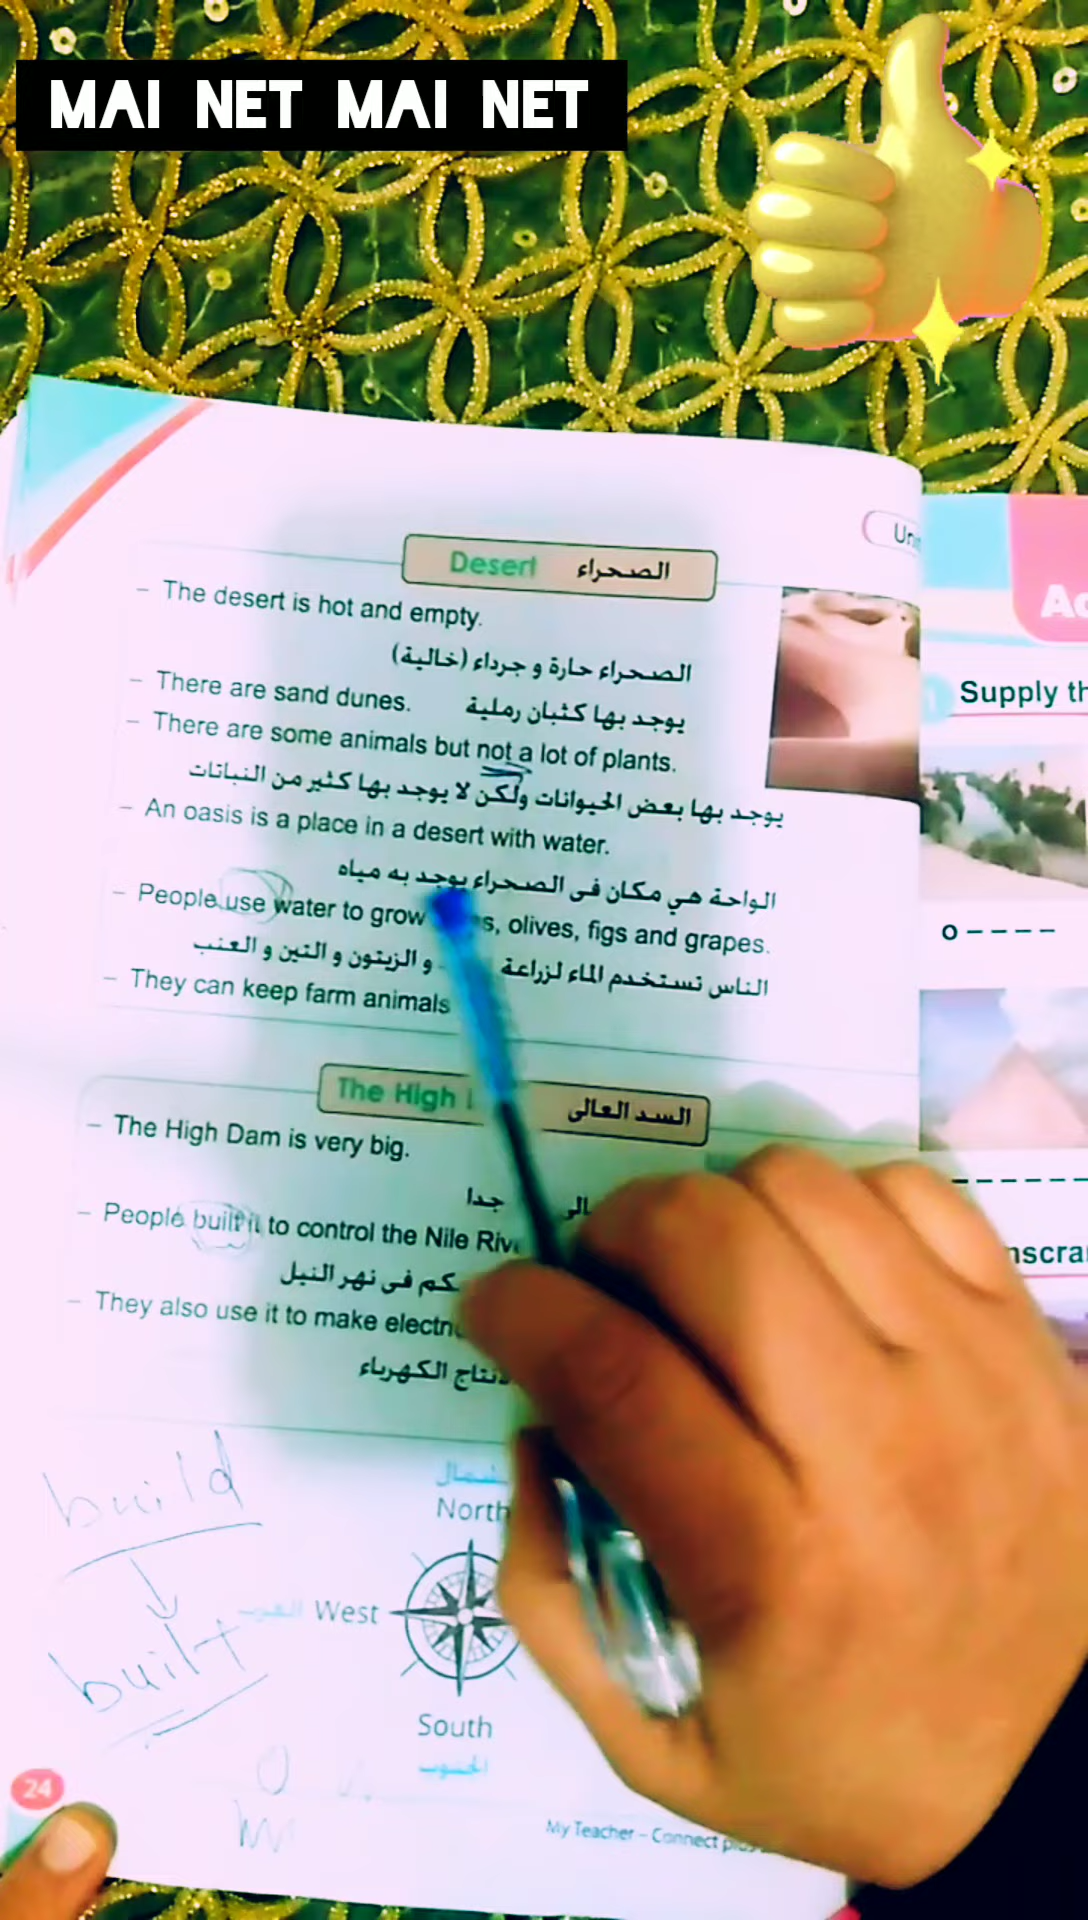 MAI NET MAI NET
Desert الصحراء
– The desert is hot and empty.
الصحراء حارة و جرداء (خالية)
– There are sand dunes. يوجد بها كثبان رملية
– There are some animals but not a lot of plants.
يوجد بها بعض الحيوانات ولكن لا يوجد بها كثير من النباتات
– An oasis is a place in a desert with water.
الواحة هي مكان فى الصحراء يوجد به مياه
– People use water to grow , olives, figs and grapes.
الناس تستخدم الماء لزراعة و الزيتون و التين و العنب
– They can keep farm animals
The High السد العالى
– The High Dam is very big.
جدا
– People built it to control the Nile
فى نهر النيل
– They also use it to make
الكهرباء
build
built
شمال
North
الغرب West
South
الجنوب
24
My Teacher – Connect
1 Supply
o – – – –